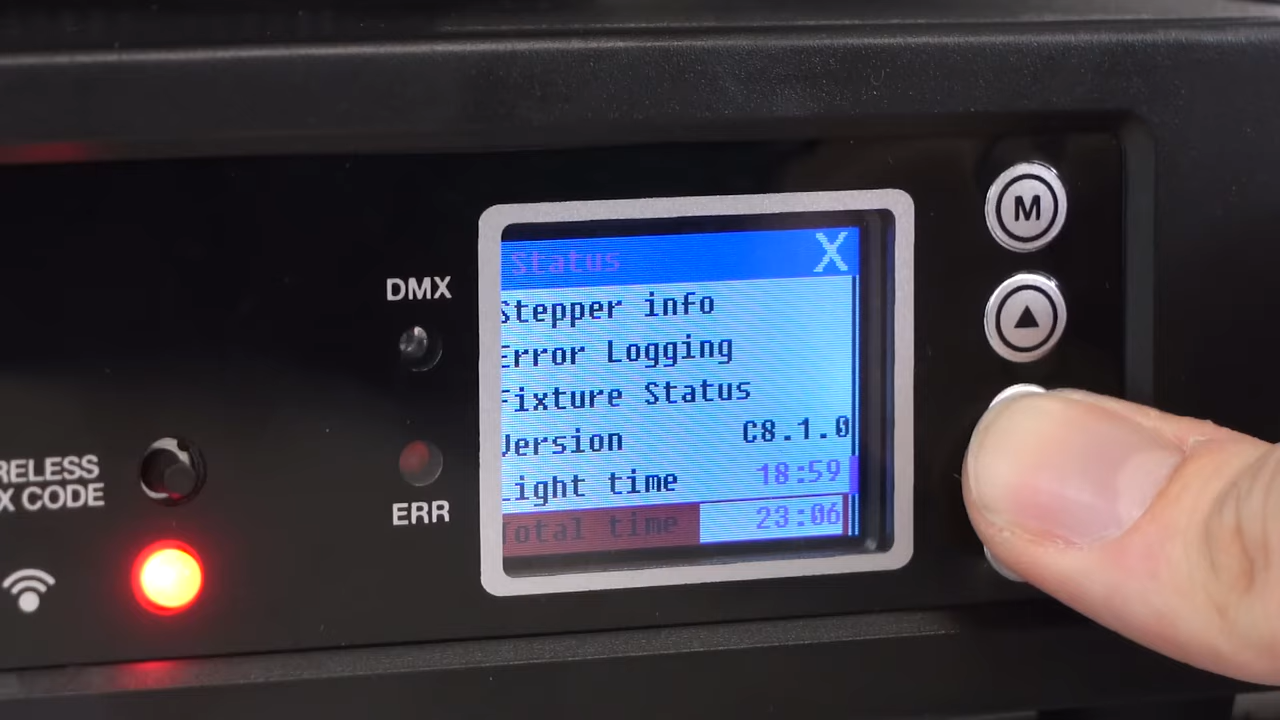 Status X
Stepper info
Error Logging
Fixture Status
Version C8.1.0
Light time 18:59
Total time 23:06
DMX
ERR
RELESS
X CODE
M